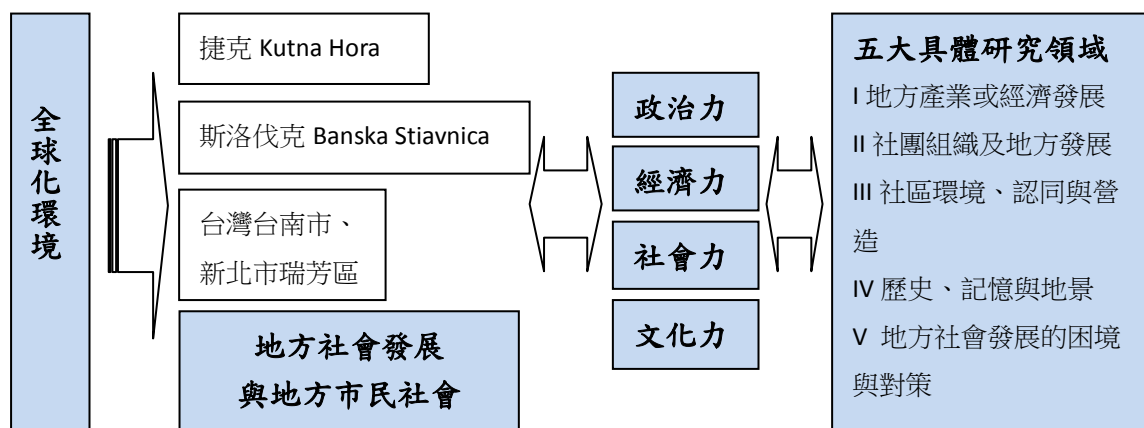 全球化環境
捷克 Kutna Hora
斯洛伐克 Banska Stiavnica
台灣台南市、
新北市瑞芳區
地方社會發展
與地方市民社會
政治力
經濟力
社會力
文化力
五大具體研究領域
I 地方產業或經濟發展
II 社團組織及地方發展
III 社區環境、認同與營
造
IV 歷史、記憶與地景
V 地方社會發展的困境
與對策